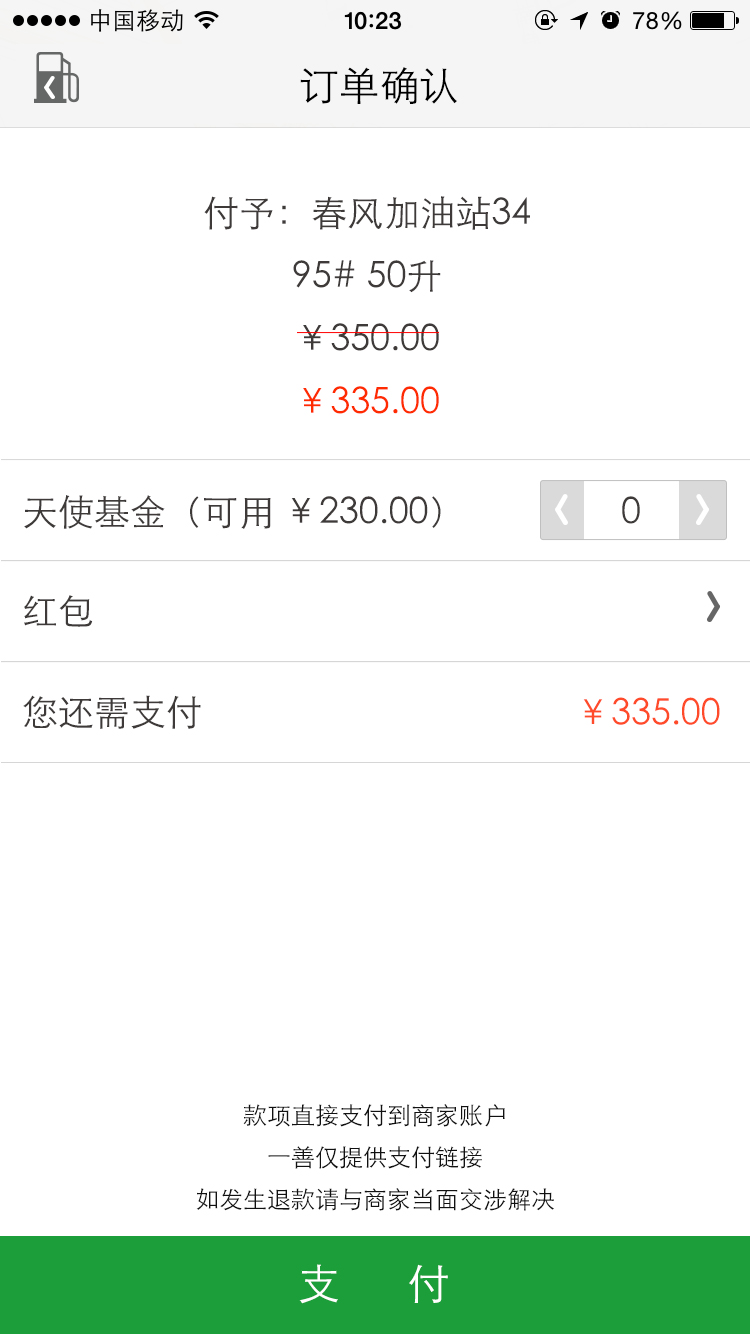 中国移动 10:23 78%
订单确认
付予：春风加油站34
95# 50升
￥350.00
￥335.00
天使基金（可用 ￥230.00） 0
红包
您还需支付 ￥335.00
款项直接支付到商家账户
一善仅提供支付链接
如发生退款请与商家当面交涉解决
支 付